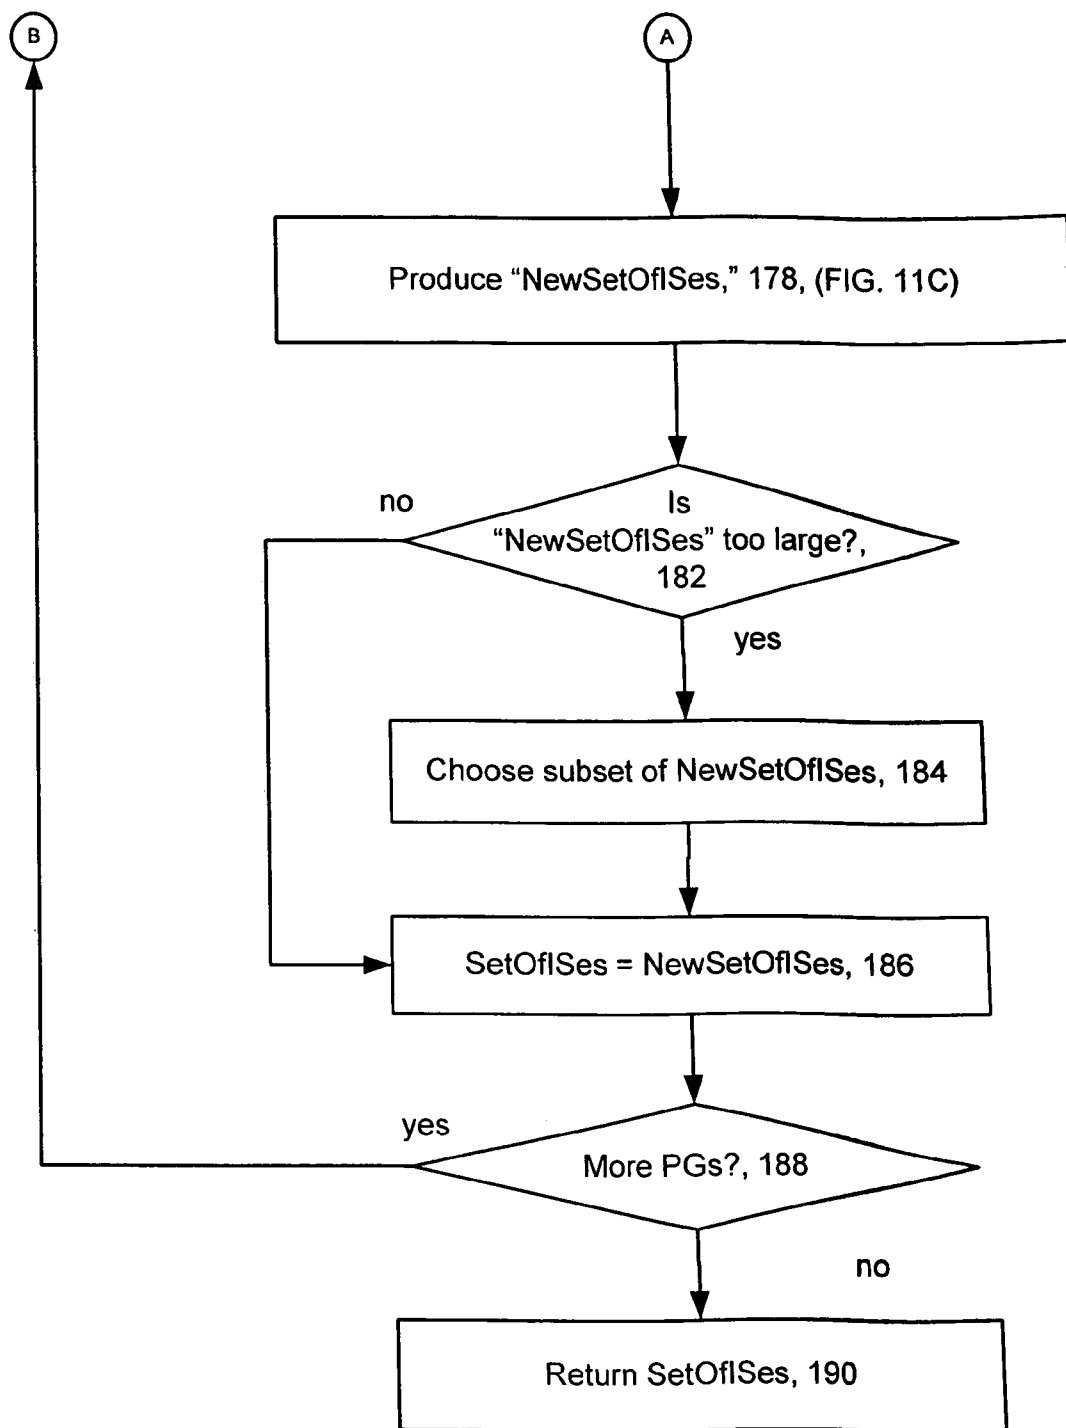 B
A
Produce “NewSetOfISes,” 178, (FIG. 11C)
no
Is
“NewSetOfISes” too large?,
182
yes
Choose subset of NewSetOfISes, 184
SetOfISes = NewSetOfISes, 186
yes
More PGs?, 188
no
Return SetOfISes, 190